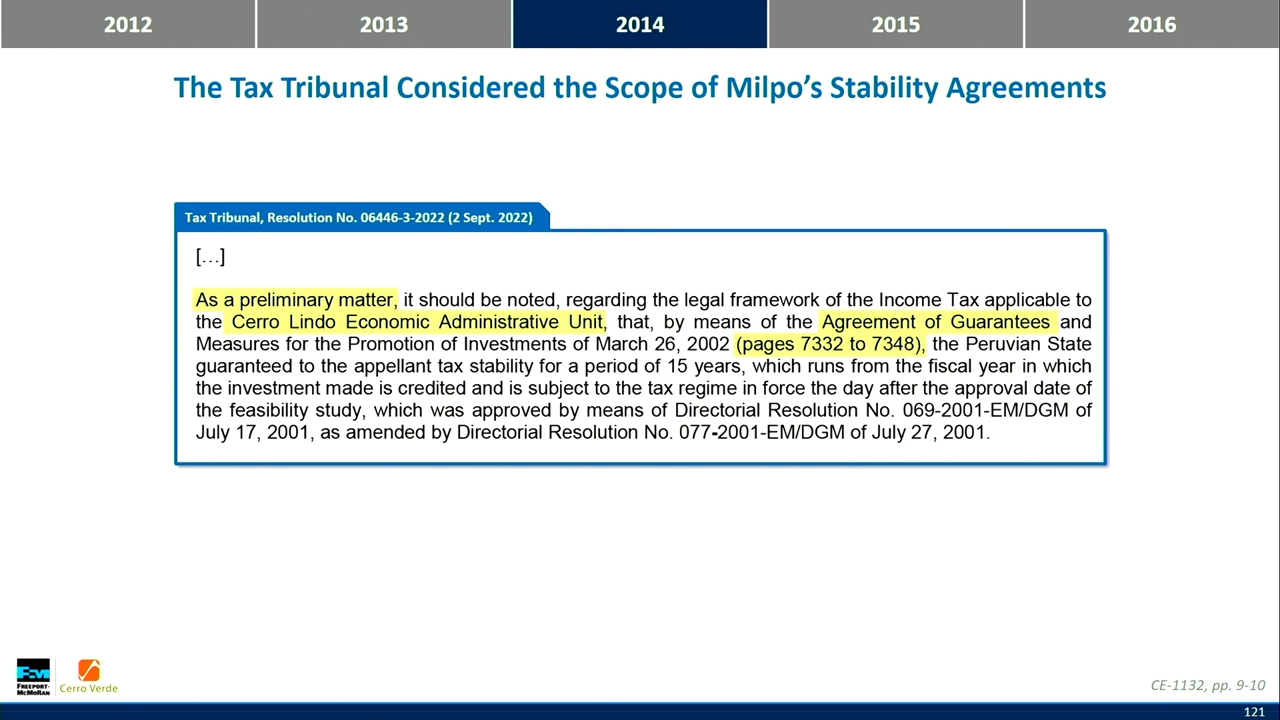 2012 2013 2014 2015 2016
The Tax Tribunal Considered the Scope of Milpo's Stability Agreements
Tax Tribunal, Resolution No. 06446-3-2022 (2 Sept. 2022)
[…]
As a preliminary matter, it should be noted, regarding the legal framework of the Income Tax applicable to
the Cerro Lindo Economic Administrative Unit, that, by means of the Agreement of Guarantees and
Measures for the Promotion of Investments of March 26, 2002 (pages 7332 to 7348), the Peruvian State
guaranteed to the appellant tax stability for a period of 15 years, which runs from the fiscal year in which
the investment made is credited and is subject to the tax regime in force the day after the approval date of
the feasibility study, which was approved by means of Directorial Resolution No. 069-2001-EM/DGM of
July 17, 2001, as amended by Directorial Resolution No. 077-2001-EM/DGM of July 27, 2001.
FREEPORT-
McMoRAN
Cerro Verde
CE-1132, pp. 9-10
121